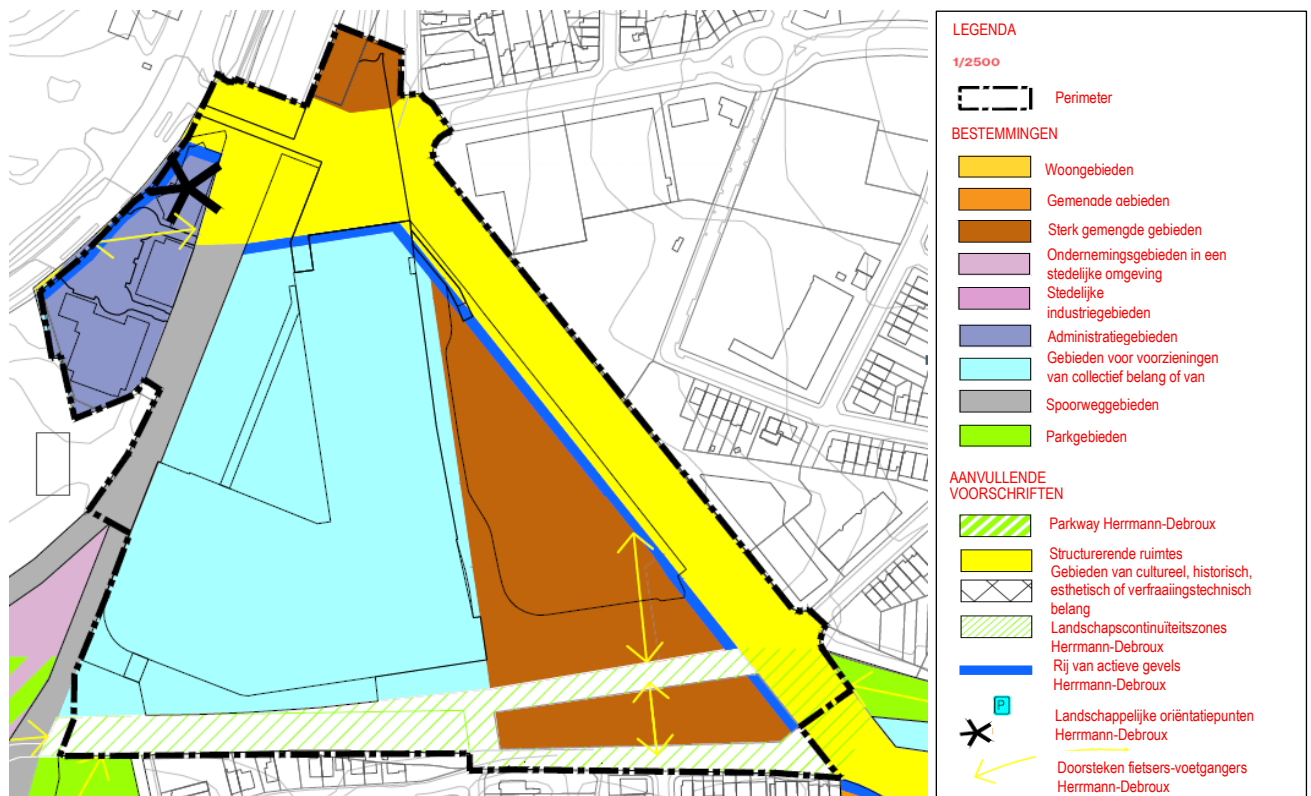 LEGENDA
1/2500
Perimeter
BESTEMMINGEN
Woongebieden
Gemengde gebieden
Sterk gemengde gebieden
Ondernemingsgebieden in een
stedelijke omgeving
Stedelijke
industriegebieden
Administratiegebieden
Gebieden voor voorzieningen
van collectief belang of van
Spoorweggebieden
Parkgebieden
AANVULLENDE
VOORSCHRIFTEN
Parkway Herrmann-Debroux
Structurerende ruimtes
Gebieden van cultureel, historisch,
esthetisch of verfraaiingstechnisch
belang
Landschapscontinuïteitszones
Herrmann-Debroux
Rij van actieve gevels
Herrmann-Debroux
P
Landschappelijke oriëntatiepunten
Herrmann-Debroux
Doorsteken fietsers-voetgangers
Herrmann-Debroux